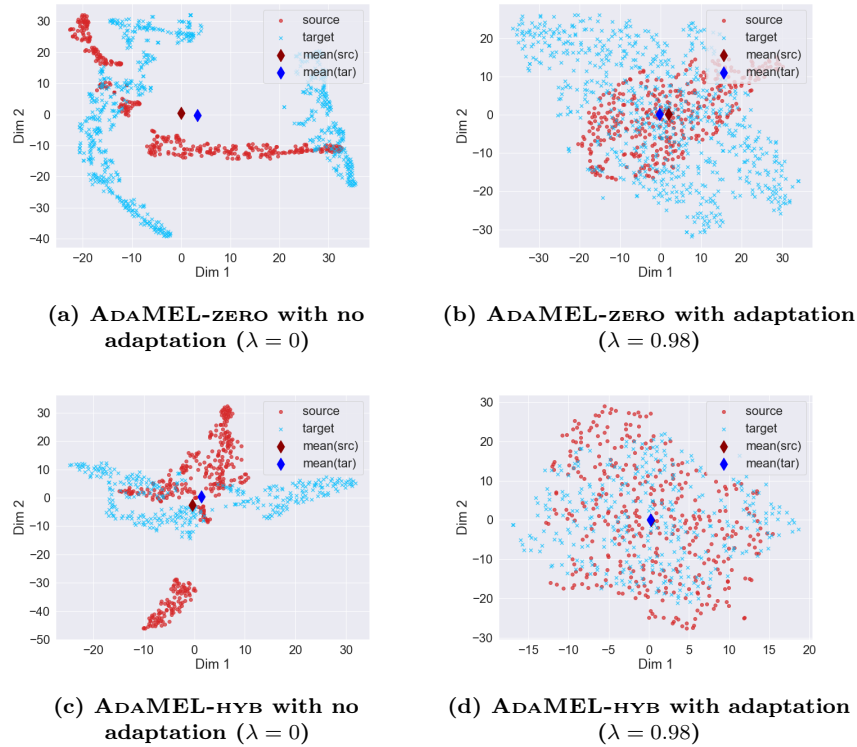 30
20
10
0
−10
−20
−30
−40
Dim 2
−20
−10
0
10
20
30
Dim 1
source
target
mean(src)
mean(tar)
(a) AdaMEL-zero with no
adaptation (λ = 0)
20
10
0
−10
−20
−30
Dim 2
−30
−20
−10
0
10
20
30
Dim 1
source
target
mean(src)
mean(tar)
(b) AdaMEL-zero with adaptation
(λ = 0.98)
30
20
10
0
−10
−20
−30
−40
−50
Dim 2
−20
−10
0
10
20
30
Dim 1
source
target
mean(src)
mean(tar)
(c) AdaMEL-hyb with no
adaptation (λ = 0)
30
20
10
0
−10
−20
−30
Dim 2
−15
−10
−5
0
5
10
15
20
Dim 1
source
target
mean(src)
mean(tar)
(d) AdaMEL-hyb with adaptation
(λ = 0.98)